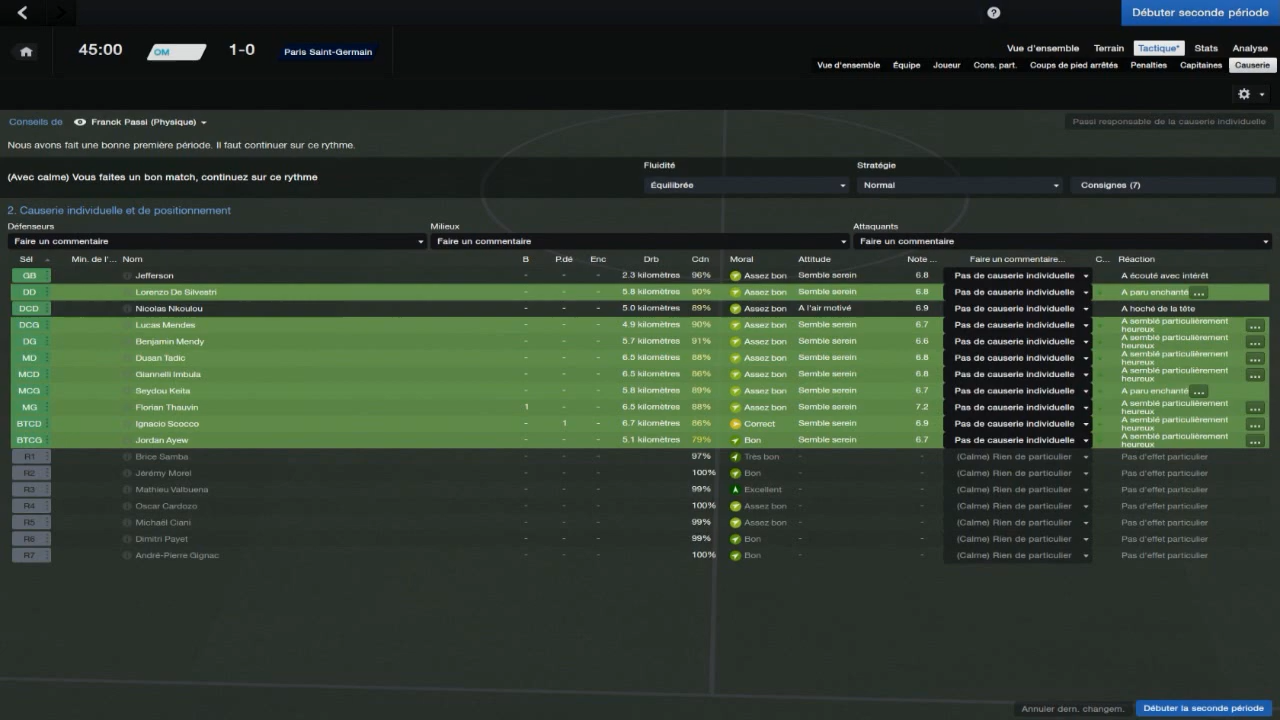 Débuter seconde période
45:00 OM 1-0 Paris Saint-Germain
Vue d'ensemble Terrain Tactique* Stats Analyse
Vue d'ensemble Équipe Joueur Cons. part. Coups de pied arrêtés Penalties Capitaines Causerie
Conseils de Franck Passi (Physique) Passi responsable de la causerie individuelle
Nous avons fait une bonne première période. Il faut continuer sur ce rythme.
Fluidité Stratégie
(Avec calme) Vous faites un bon match, continuez sur ce rythme
Équilibrée Normal Consignes (7)
2. Causerie individuelle et de positionnement
Défenseurs Milieux Attaquants
Faire un commentaire Faire un commentaire Faire un commentaire
Sél Min. de l'... Nom B P.dé Enc Drb Cdn Moral Attitude Note ... Faire un commentaire... C... Réaction
GB Jefferson - - - 2.3 kilomètres 96% Assez bon Semble serein 6.8 Pas de causerie individuelle A écouté avec intérêt
DD Lorenzo De Silvestri - - - 5.8 kilomètres 90% Assez bon Semble serein 6.8 Pas de causerie individuelle A paru enchanté ...
DCD Nicolas Nkoulou - - - 5.0 kilomètres 89% Assez bon A l'air motivé 6.9 Pas de causerie individuelle A hoché de la tête
DCG Lucas Mendes - - - 4.9 kilomètres 90% Assez bon Semble serein 6.7 Pas de causerie individuelle A semblé particulièrement heureux ...
DG Benjamin Mendy - - - 5.7 kilomètres 91% Assez bon Semble serein 6.6 Pas de causerie individuelle A semblé particulièrement heureux ...
MD Dusan Tadic - - - 6.5 kilomètres 88% Assez bon Semble serein 6.8 Pas de causerie individuelle A semblé particulièrement heureux ...
MCD Giannelli Imbula - - - 6.5 kilomètres 86% Assez bon Semble serein 6.8 Pas de causerie individuelle A semblé particulièrement heureux ...
MCG Seydou Keita - - - 5.8 kilomètres 89% Assez bon Semble serein 6.7 Pas de causerie individuelle A paru enchanté ...
MG Florian Thauvin 1 - - 6.5 kilomètres 88% Assez bon Semble serein 7.2 Pas de causerie individuelle A semblé particulièrement heureux ...
BTCD Ignacio Scocco - 1 - 6.7 kilomètres 86% Correct Semble serein 6.9 Pas de causerie individuelle A semblé particulièrement heureux ...
BTCG Jordan Ayew - - - 5.1 kilomètres 79% Bon Semble serein 6.7 Pas de causerie individuelle A semblé particulièrement heureux ...
R1 Brice Samba - - - 97% Très bon - - (Calme) Rien de particulier Pas d'effet particulier
R2 Jérémy Morel - - - 100% Bon - - (Calme) Rien de particulier Pas d'effet particulier
R3 Mathieu Valbuena - - - 99% Excellent - - (Calme) Rien de particulier Pas d'effet particulier
R4 Oscar Cardozo - - - 100% Assez bon - - (Calme) Rien de particulier Pas d'effet particulier
R5 Michaël Ciani - - - 99% Assez bon - - (Calme) Rien de particulier Pas d'effet particulier
R6 Dimitri Payet - - - 99% Bon - - (Calme) Rien de particulier Pas d'effet particulier
R7 André-Pierre Gignac - - - 100% Bon - - (Calme) Rien de particulier Pas d'effet particulier
Annuler dern. changem. Débuter la seconde période